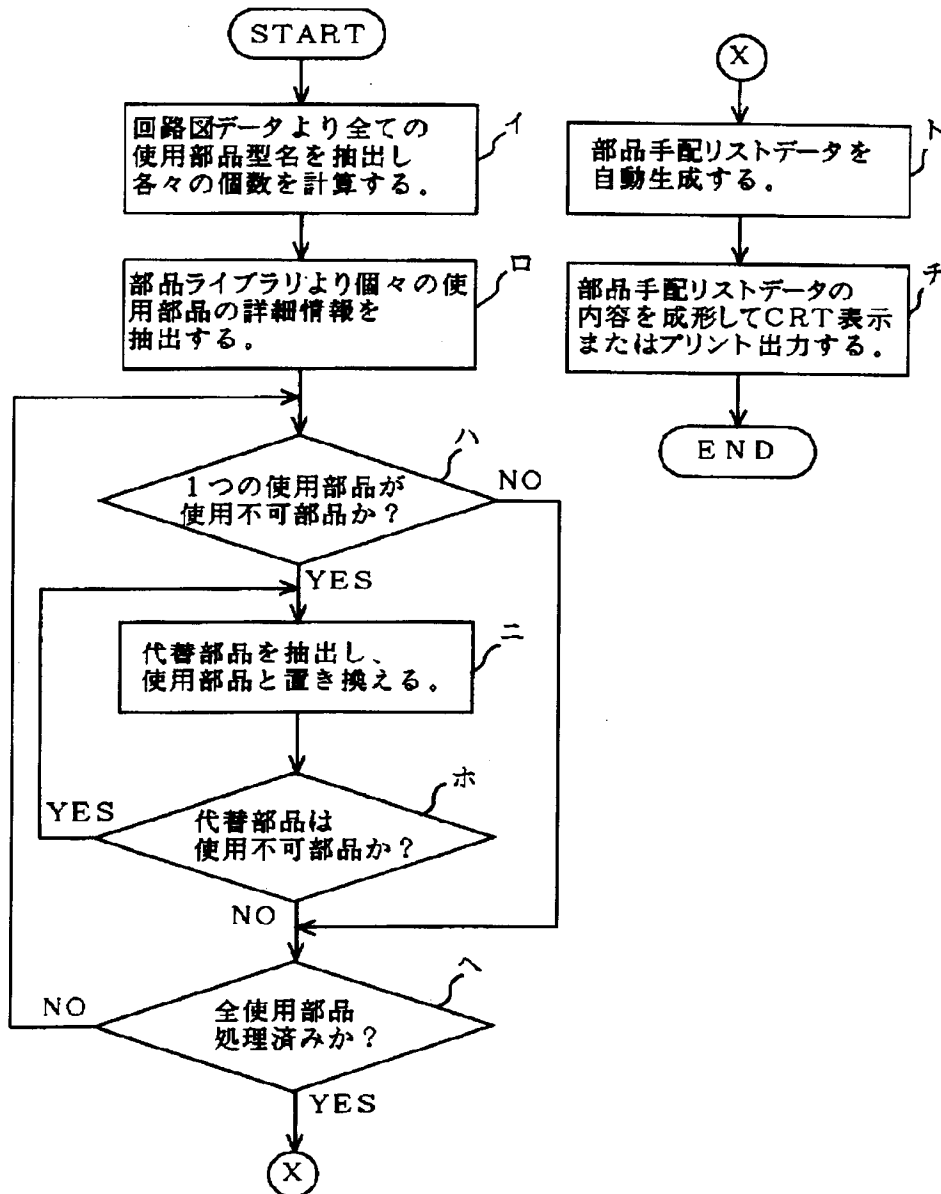 START
回路図データより全ての
使用部品型名を抽出し
各々の個数を計算する。
イ
部品ライブラリより個々の使
用部品の詳細情報を
抽出する。
ロ
1つの使用部品が
使用不可部品か?
ハ
NO
YES
代替部品を抽出し、
使用部品と置き換える。
ニ
代替部品は
使用不可部品か?
ホ
YES
NO
全使用部品
処理済みか?
ヘ
NO
YES
X
X
部品手配リストデータを
自動生成する。
ト
部品手配リストデータの
内容を成形してCRT表示
またはプリント出力する。
チ
END